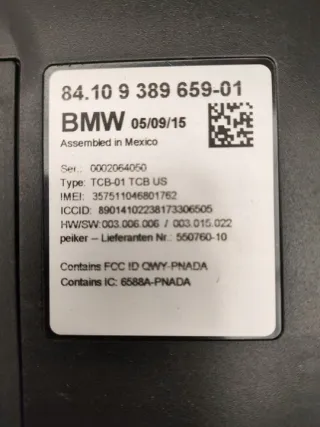 84.10 9 389 659-01
BMW 05/09/15
Assembled in Mexico
Ser.: 0002064050
Type: TCB-01 TCB US
IMEI: 357511046801762
ICCID: 89014102238173306505
HW/SW: 003.006.006 / 003.015.022
peiker – Lieferanten Nr.: 550760-10
Contains FCC ID QWY-PNADA
Contains IC: 6588A-PNADA